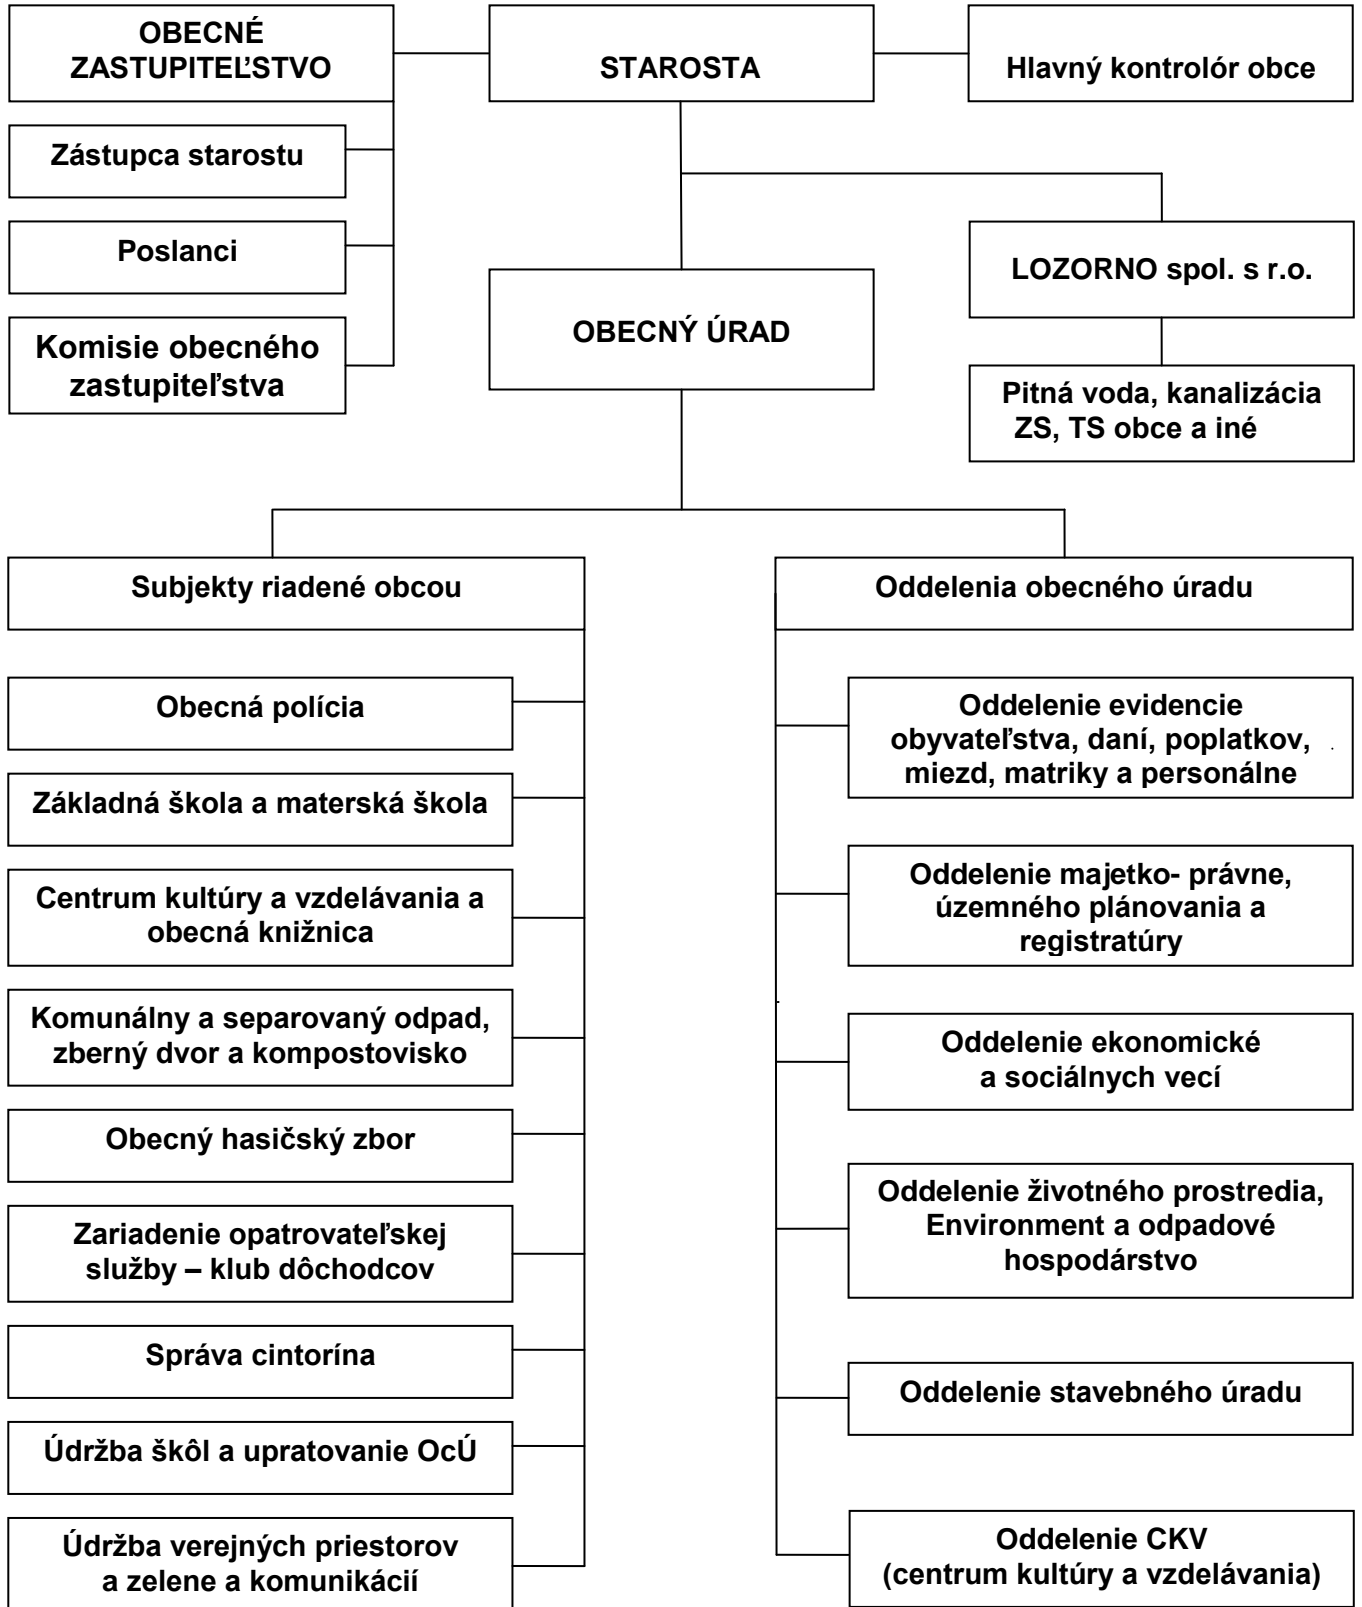 OBECNÉ
ZASTUPITEĽSTVO
STAROSTA
Hlavný kontrolór obce
Zástupca starostu
Poslanci
Komisie obecného
zastupiteľstva
OBECNÝ ÚRAD
LOZORNO spol. s r.o.
Pitná voda, kanalizácia
ZS, TS obce a iné
Subjekty riadené obcou
Obecná polícia
Základná škola a materská škola
Centrum kultúry a vzdelávania a
obecná knižnica
Komunálny a separovaný odpad,
zberný dvor a kompostovisko
Obecný hasičský zbor
Zariadenie opatrovateľskej
služby – klub dôchodcov
Správa cintorína
Údržba škôl a upratovanie OcÚ
Údržba verejných priestorov
a zelene a komunikácií
Oddelenia obecného úradu
Oddelenie evidencie
obyvateľstva, daní, poplatkov,
miezd, matriky a personálne
Oddelenie majetko- právne,
územného plánovania a
registratúry
Oddelenie ekonomické
a sociálnych vecí
Oddelenie životného prostredia,
Environment a odpadové
hospodárstvo
Oddelenie stavebného úradu
Oddelenie CKV
(centrum kultúry a vzdelávania)